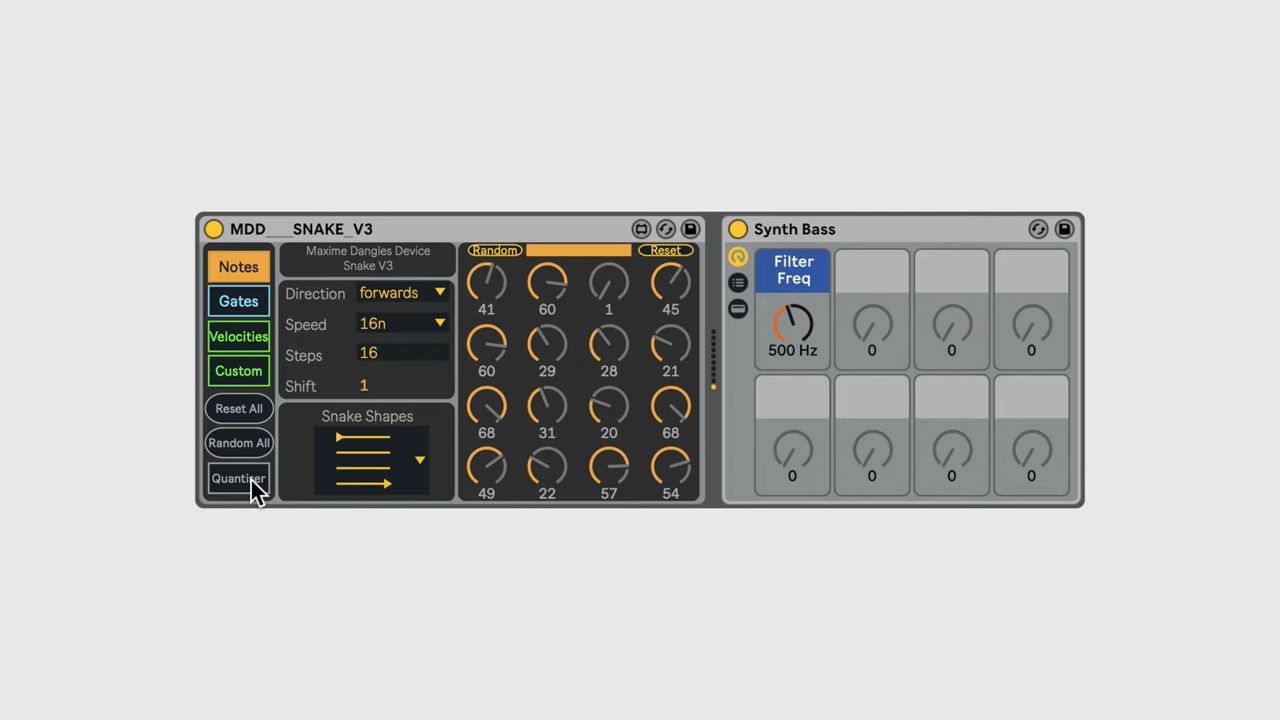 MDD___SNAKE_V3
Notes
Gates
Velocities
Custom
Reset All
Random All
Quantiser
Maxime Dangles Device
Snake V3
Direction forwards
Speed 16n
Steps 16
Shift 1
Snake Shapes
Random Reset
41 60 1 45
60 29 28 21
68 31 20 68
49 22 57 54
Synth Bass
Filter
Freq
500 Hz 0 0 0
0 0 0 0